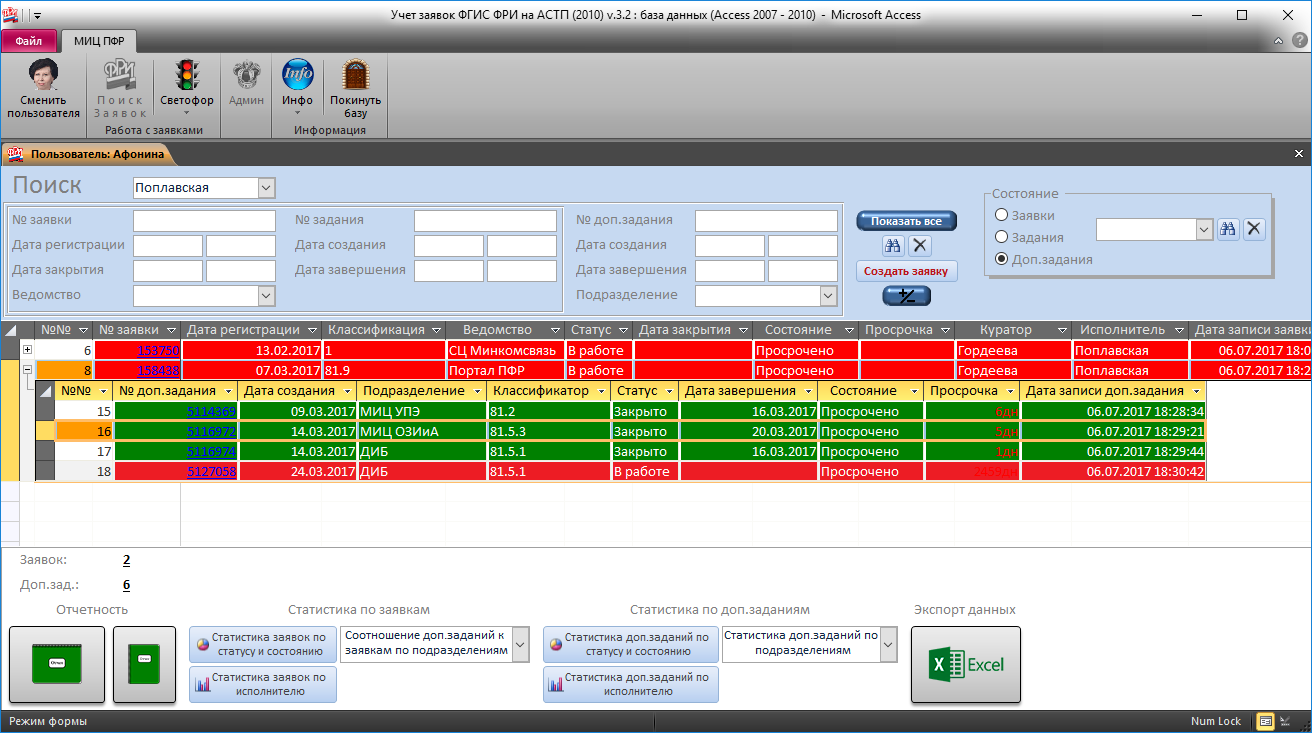 Учет заявок ФГИС ФРИ на АСТП (2010) v.3.2 : база данных (Access 2007 - 2010) - Microsoft Access
Файл МИЦ ПФР
Сменить пользователя
Поиск Заявок
Светофор
Админ
Инфо
Покинуть базу
Работа с заявками
Информация
Пользователь: Афонина
Поиск Поплавская
Состояние
№ заявки № задания № доп.задания Показать все Заявки
Дата регистрации Дата создания Дата создания Задания
Дата закрытия Дата завершения Дата завершения Создать заявку Доп.задания
Ведомство Подразделение +/-
№№ № заявки Дата регистрации Классификация Ведомство Статус Дата закрытия Состояние Просрочка Куратор Исполнитель Дата записи заявки
6 153750 13.02.2017 1 СЦ Минкомсвязь В работе Просрочено Гордеева Поплавская 06.07.2017 18:0
8 158438 07.03.2017 81.9 Портал ПФР В работе Просрочено Гордеева Поплавская 06.07.2017 18:2
№№ № доп.задания Дата создания Подразделение Классификатор Статус Дата завершения Состояние Просрочка Дата записи доп.задания
15 5114369 09.03.2017 МИЦ УПЭ 81.2 Закрыто 16.03.2017 Просрочено 6дн 06.07.2017 18:28:34
16 5116972 14.03.2017 МИЦ ОЗИиА 81.5.3 Закрыто 20.03.2017 Просрочено 5дн 06.07.2017 18:29:21
17 5116974 14.03.2017 ДИБ 81.5.1 Закрыто 16.03.2017 Просрочено 1дн 06.07.2017 18:29:44
18 5127058 24.03.2017 ДИБ 81.5.1 В работе Просрочено 2459дн 06.07.2017 18:30:42
Заявок: 2
Доп.зад.: 6
Отчетность Статистика по заявкам Статистика по доп.заданиям Экспорт данных
Статистика заявок по статусу и состоянию
Соотношение доп.заданий к заявкам по подразделениям
Статистика доп.заданий по статусу и состоянию
Статистика доп.заданий по подразделениям
Excel
Статистика заявок по исполнителю
Статистика доп.заданий по исполнителю
Режим формы Num Lock